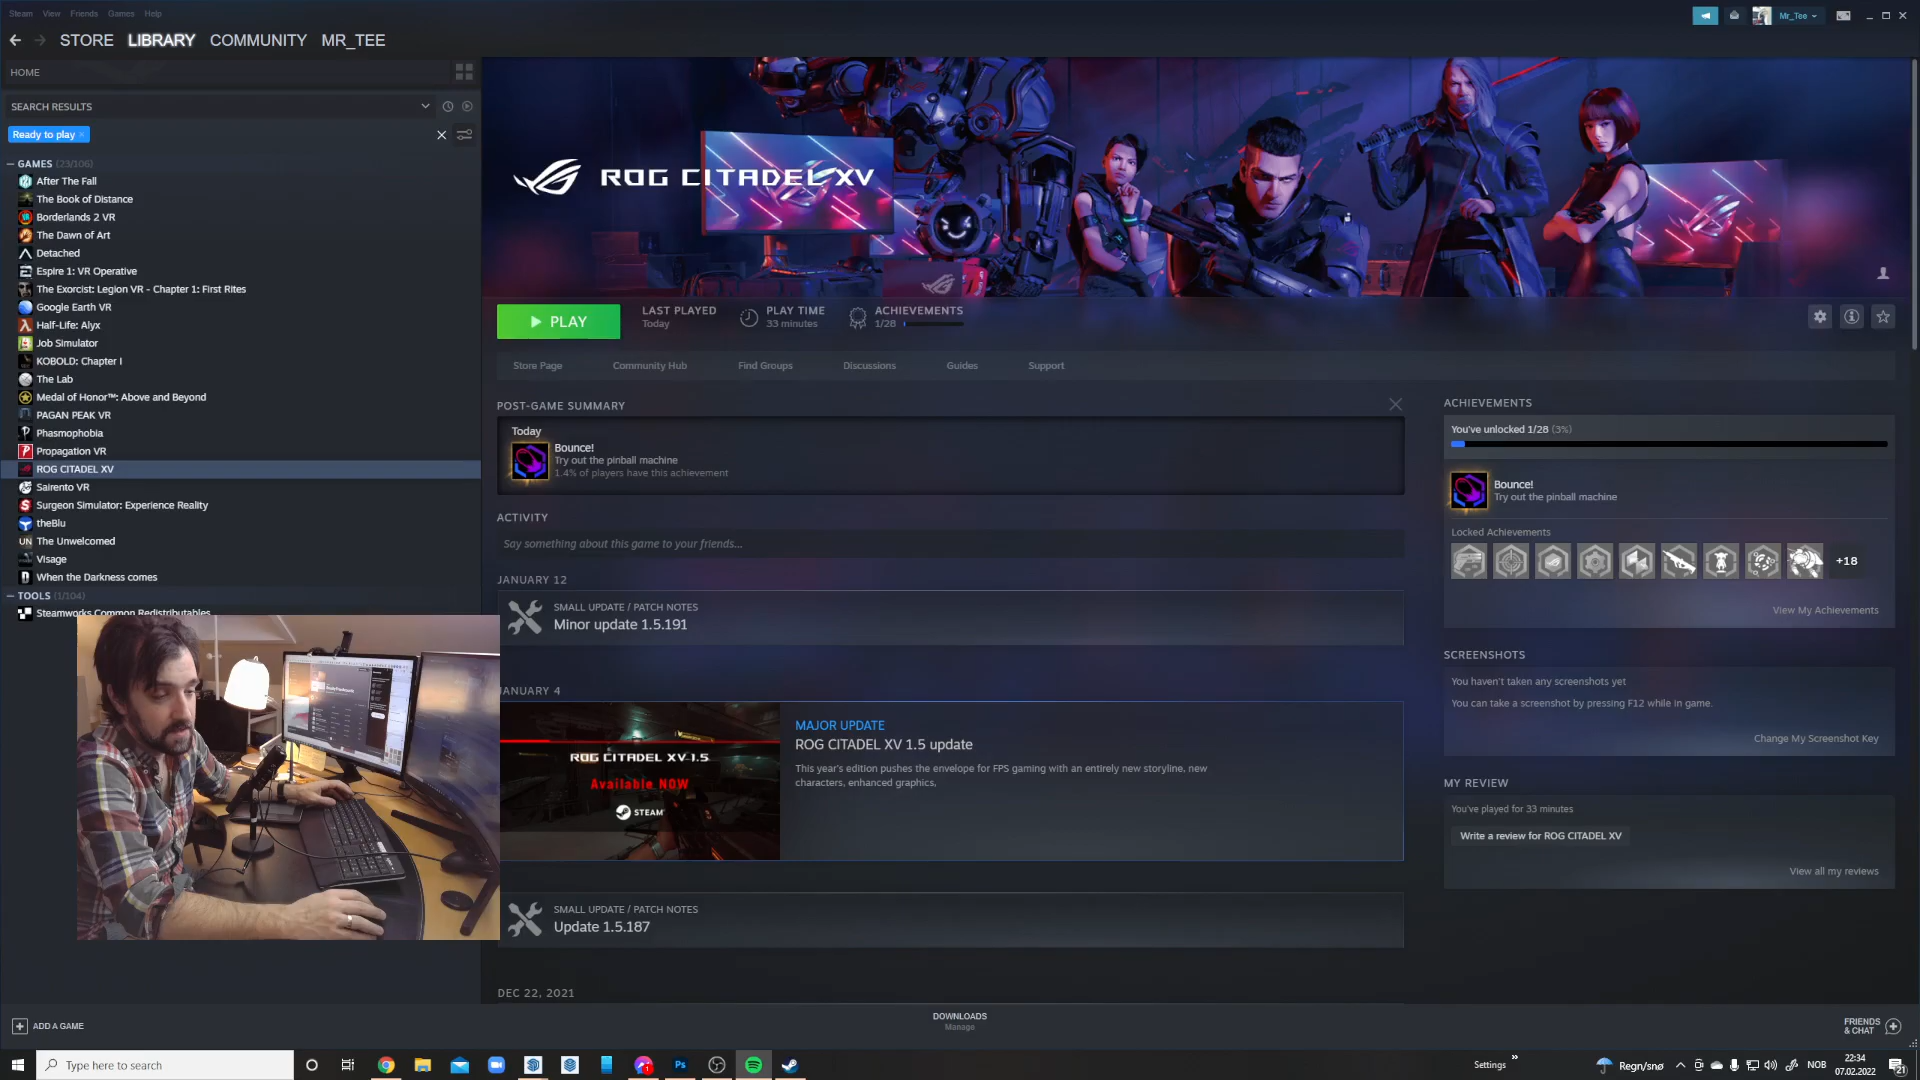 Steam View Friends Games Help
Mr_Tee
STORE LIBRARY COMMUNITY MR_TEE
HOME
SEARCH RESULTS
Ready to play
GAMES (23/106)
After The Fall
The Book of Distance
Borderlands 2 VR
The Dawn of Art
Detached
Espire 1: VR Operative
The Exorcist: Legion VR - Chapter 1: First Rites
Google Earth VR
Half-Life: Alyx
Job Simulator
KOBOLD: Chapter I
The Lab
Medal of Honor™: Above and Beyond
PAGAN PEAK VR
Phasmophobia
Propagation VR
ROG CITADEL XV
Sairento VR
Surgeon Simulator: Experience Reality
theBlu
The Unwelcomed
Visage
When the Darkness comes
TOOLS (1/104)
Steamworks Common Redistributables
ROG CITADEL XV
PLAY
LAST PLAYED
Today
PLAY TIME
33 minutes
ACHIEVEMENTS
1/28
Store Page Community Hub Find Groups Discussions Guides Support
POST-GAME SUMMARY
Today
Bounce!
Try out the pinball machine
1.4% of players have this achievement
ACTIVITY
Say something about this game to your friends...
JANUARY 12
SMALL UPDATE / PATCH NOTES
Minor update 1.5.191
JANUARY 4
ROG CITADEL XV 1.5
Available NOW
STEAM
MAJOR UPDATE
ROG CITADEL XV 1.5 update
This year's edition pushes the envelope for FPS gaming with an entirely new storyline, new
characters, enhanced graphics,
SMALL UPDATE / PATCH NOTES
Update 1.5.187
DEC 22, 2021
ACHIEVEMENTS
You've unlocked 1/28 (3%)
Bounce!
Try out the pinball machine
Locked Achievements
+18
View My Achievements
SCREENSHOTS
You haven't taken any screenshots yet
You can take a screenshot by pressing F12 while in game.
Change My Screenshot Key
MY REVIEW
You've played for 33 minutes
Write a review for ROG CITADEL XV
View all my reviews
ADD A GAME
DOWNLOADS
Manage
FRIENDS
& CHAT
Type here to search
Ps
Settings
Regn/snø
NOB
22:34
07.02.2022
21